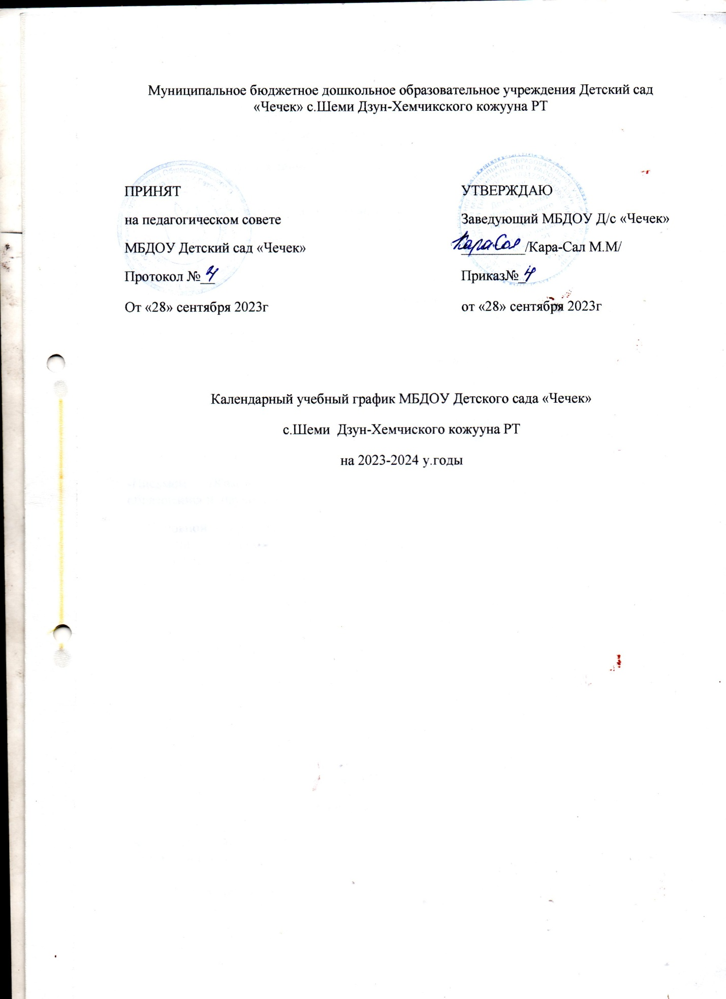 Муниципальное бюджетное дошкольное образовательное учреждения Детский сад
«Чечек» с.Шеми Дзун-Хемчикского кожууна РТ
ПРИНЯТ
на педагогическом совете
МБДОУ Детский сад «Чечек»
Протокол №4
От «28» сентября 2023г
УТВЕРЖДАЮ
Заведующий МБДОУ Д/с «Чечек»
Кара-Сал /Кара-Сал М.М/
Приказ№4
от «28» сентября 2023г
Календарный учебный график МБДОУ Детского сада «Чечек»
с.Шеми Дзун-Хемчиского кожууна РТ
на 2023-2024 у.годы